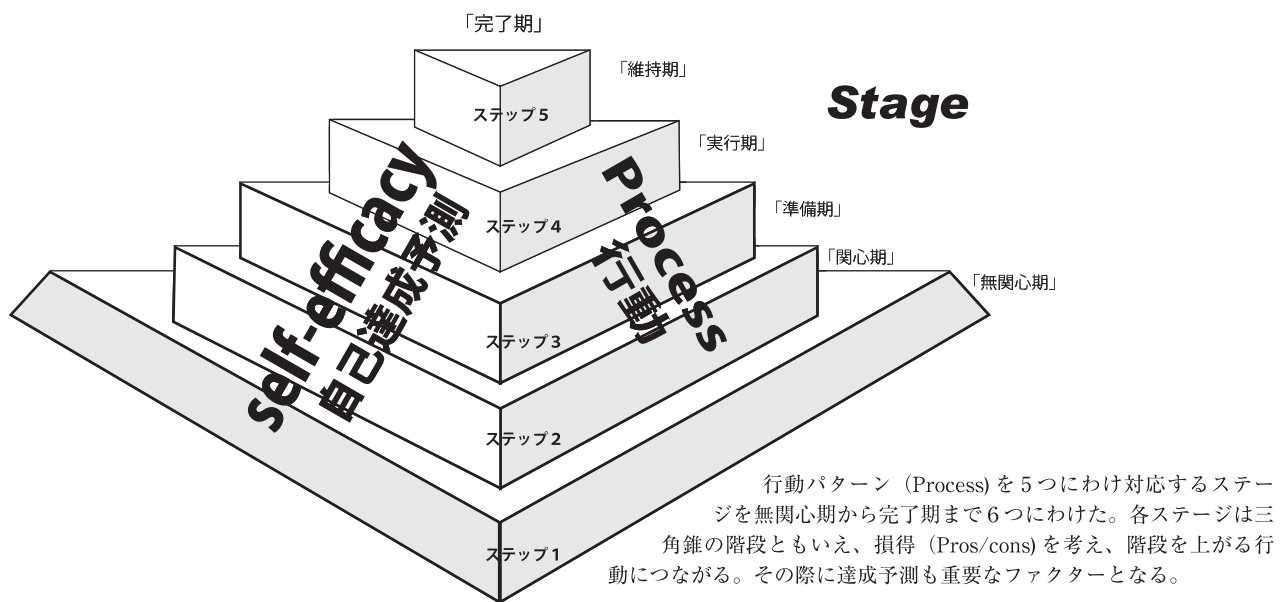 「完了期」
「維持期」
Stage
ステップ5
「実行期」
self-efficacy
自己達成予測
Process
行動
ステップ4
「準備期」
「関心期」
「無関心期」
ステップ3
ステップ2
ステップ1
行動パターン（Process) を５つにわけ対応するステー
ジを無関心期から完了期まで６つにわけた。各ステージは三
角錐の階段ともいえ、損得（Pros/cons) を考え、階段を上がる行
動につながる。その際に達成予測も重要なファクターとなる。